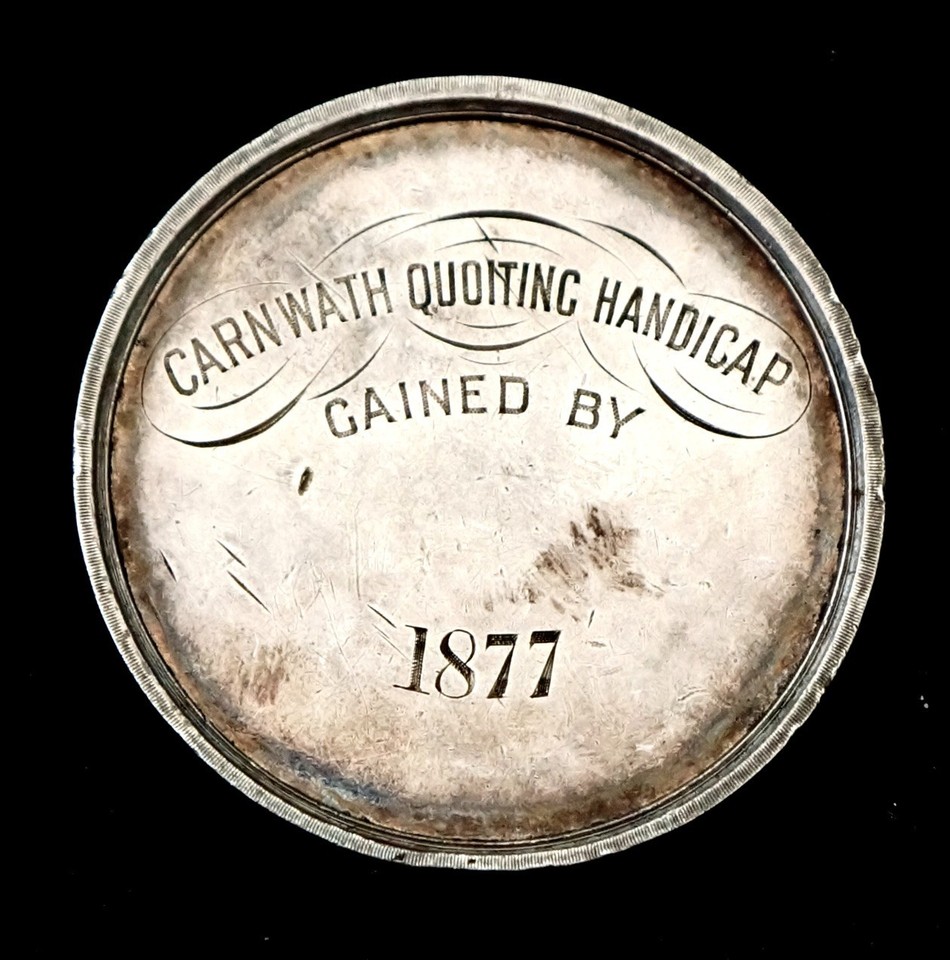 CARNWATH QUOITING HANDICAP
GAINED BY
1877